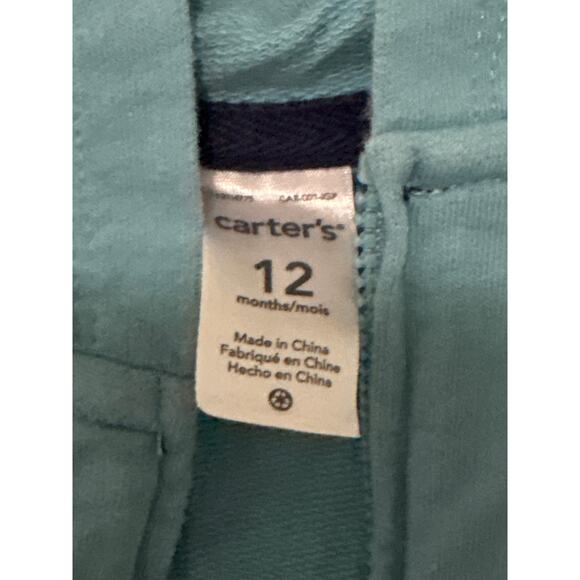 carter's
12
months/mois
Made in China
Fabriqué en Chine
Hecho en China